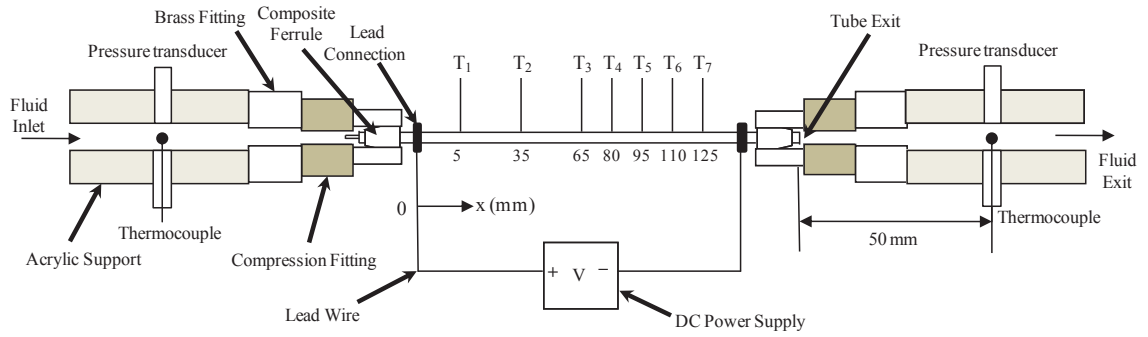 Brass Fitting
Composite
Ferrule
Lead
Connection
Tube Exit
Pressure transducer
Pressure transducer
T1
T2
T3
T4
T5
T6
T7
Fluid
Inlet
5
35
65
80
95
110
125
Fluid
Exit
0
x (mm)
Thermocouple
Thermocouple
50 mm
Acrylic Support
Compression Fitting
+ V −
Lead Wire
DC Power Supply